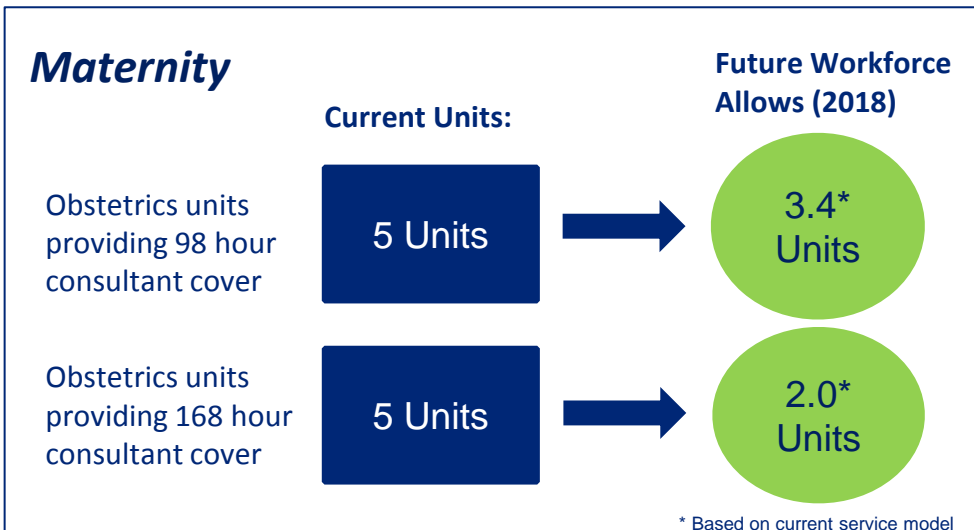 Maternity
Future Workforce
Allows (2018)
Current Units:
Obstetrics units
providing 98 hour
consultant cover
5 Units
3.4*
Units
Obstetrics units
providing 168 hour
consultant cover
5 Units
2.0*
Units
* Based on current service model